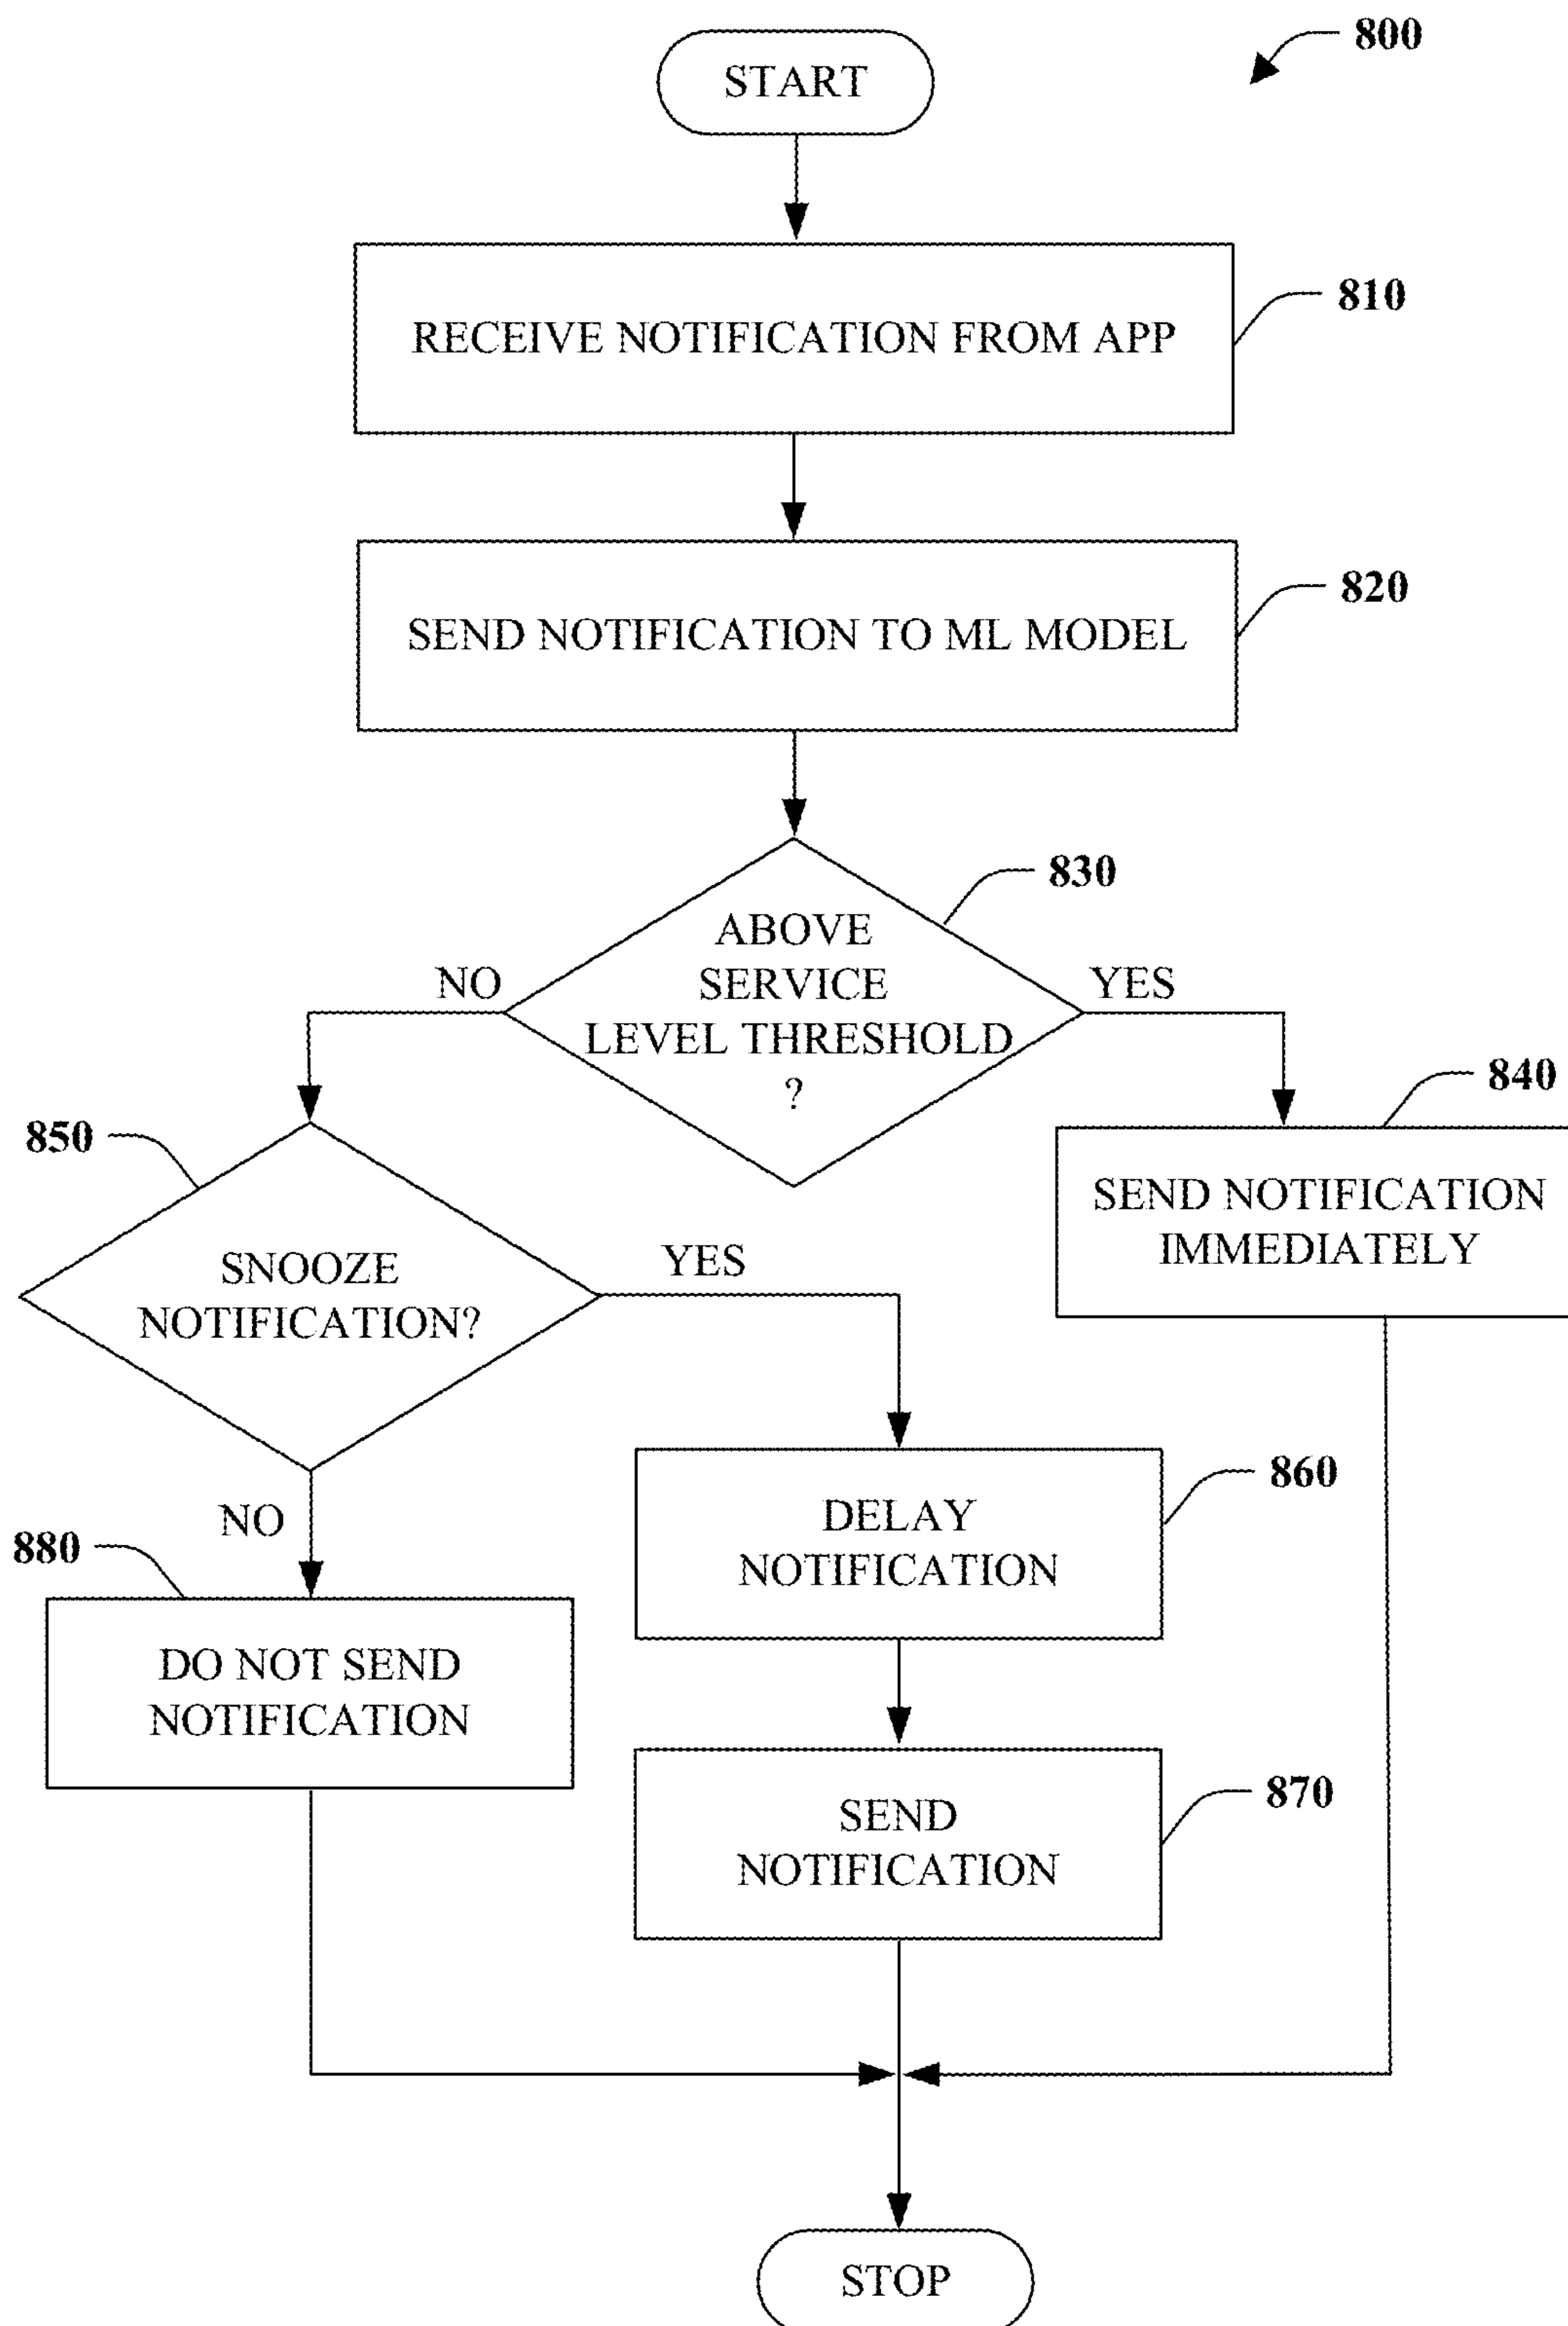 800
START
RECEIVE NOTIFICATION FROM APP
810
SEND NOTIFICATION TO ML MODEL
820
830
ABOVE
SERVICE
LEVEL THRESHOLD
?
NO
YES
840
SEND NOTIFICATION
IMMEDIATELY
850
SNOOZE
NOTIFICATION?
YES
NO
860
DELAY
NOTIFICATION
880
DO NOT SEND
NOTIFICATION
870
SEND
NOTIFICATION
STOP